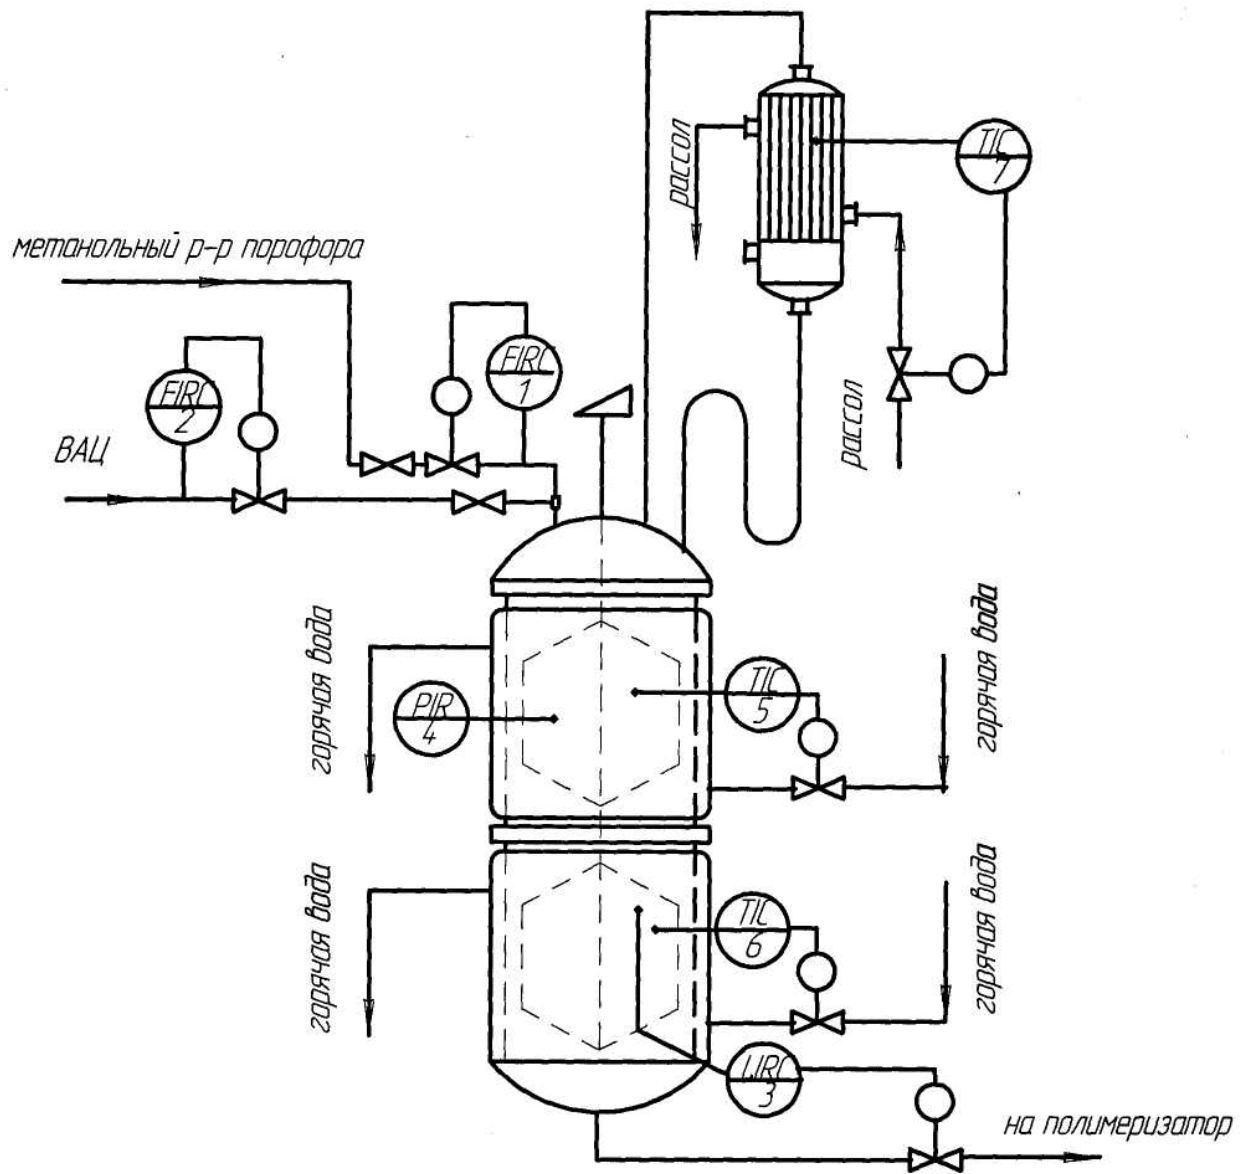 рассол
TIC
7
метанольный р-р порофора
FIRC
1
FIRC
2
ВАЦ
рассол
горячая вода
горячая вода
TIC
5
PIR
4
горячая вода
горячая вода
TIC
6
LIRC
3
на полимеризатор